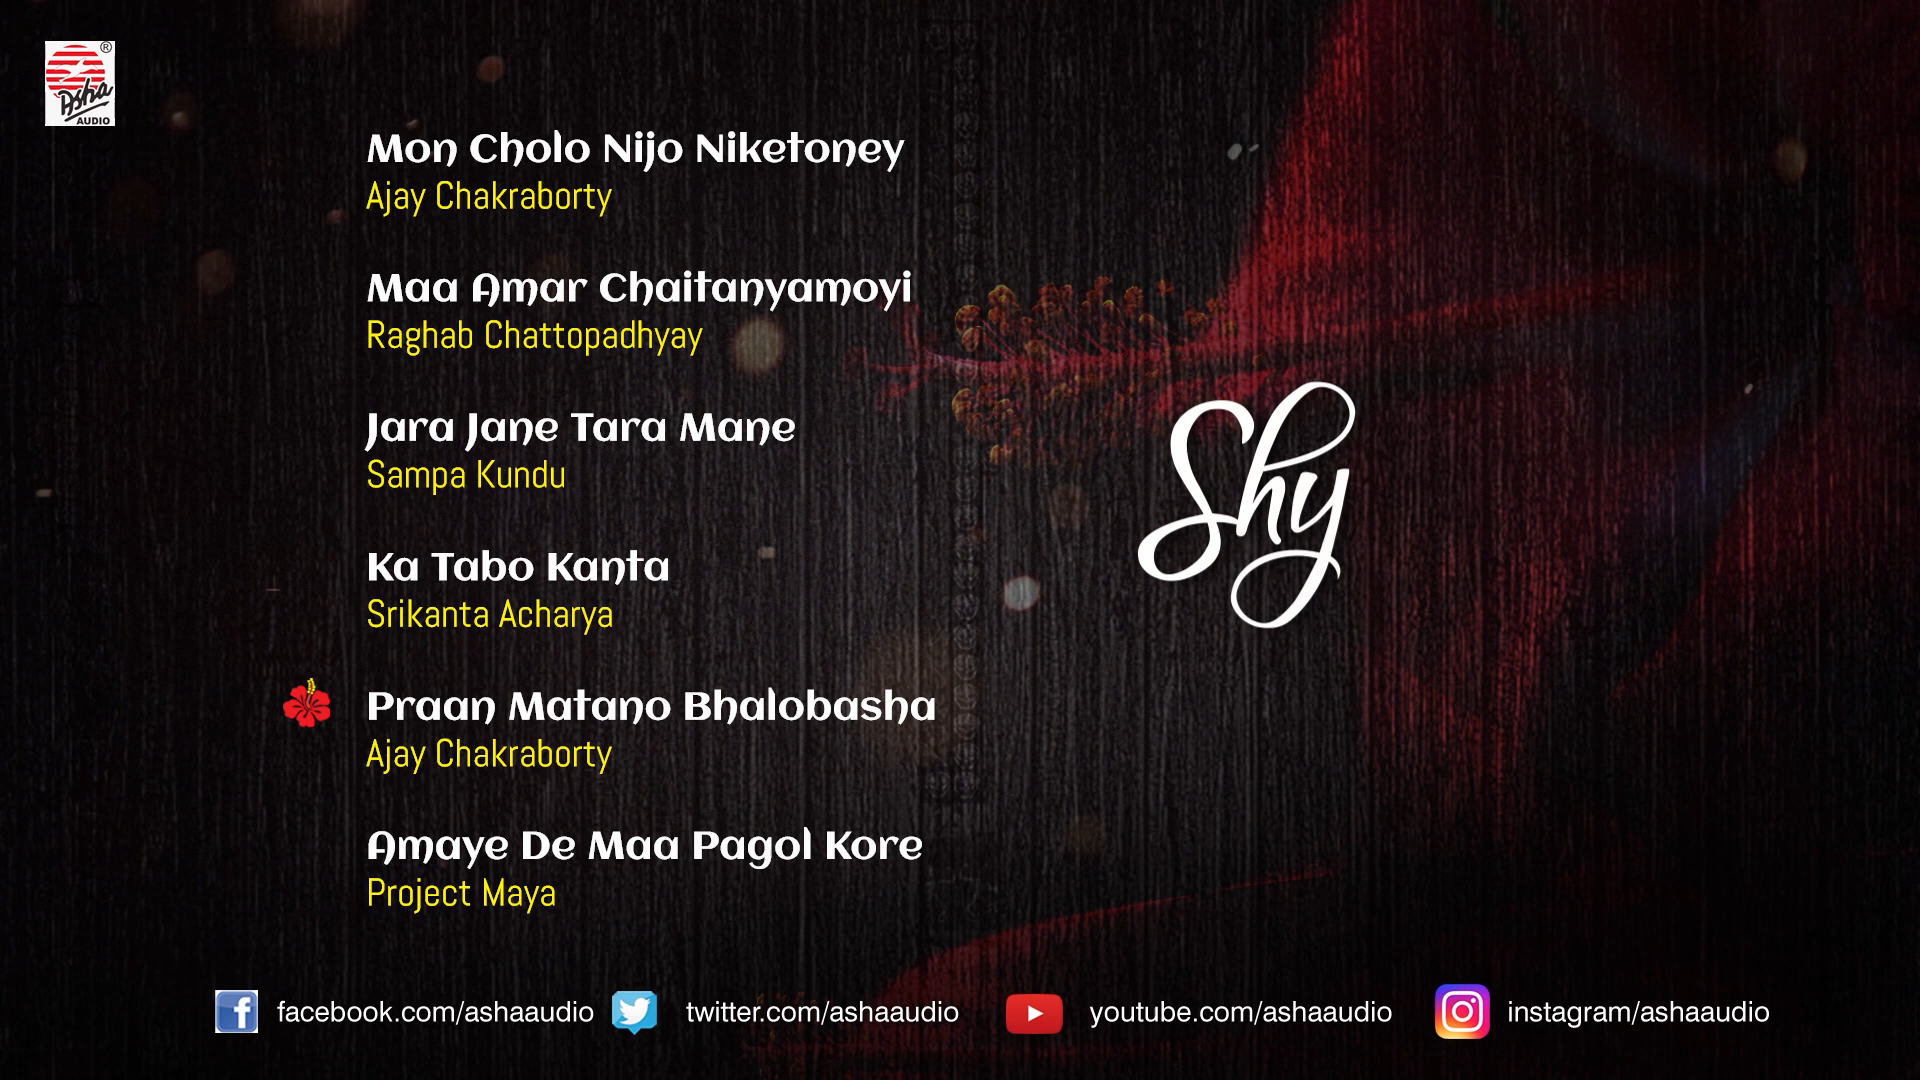 ®
Asha
AUDIO
Mon Cholo Nijo Niketoney
Ajay Chakraborty
Maa Amar Chaitanyamoyi
Raghab Chattopadhyay
Jara Jane Tara Mane
Sampa Kundu
Ka Tabo Kanta
Srikanta Acharya
Praan Matano Bhalobasha
Ajay Chakraborty
Amaye De Maa Pagol Kore
Project Maya
Shy
facebook.com/ashaaudio
twitter.com/ashaaudio
youtube.com/ashaaudio
instagram/ashaaudio